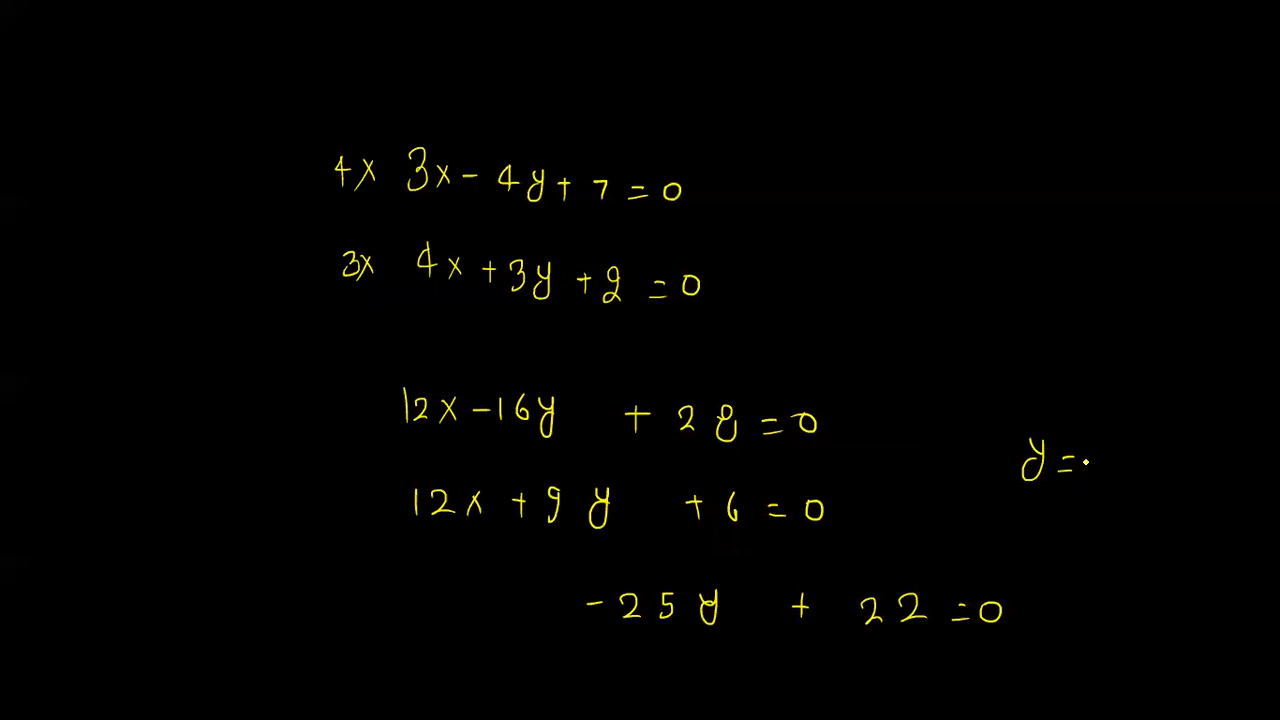 4x 3x - 4y + 7 = 0
3x 4x + 3y + 2 = 0
12x - 16y + 28 = 0
y =
12x + 9y + 6 = 0
-25y + 22 = 0